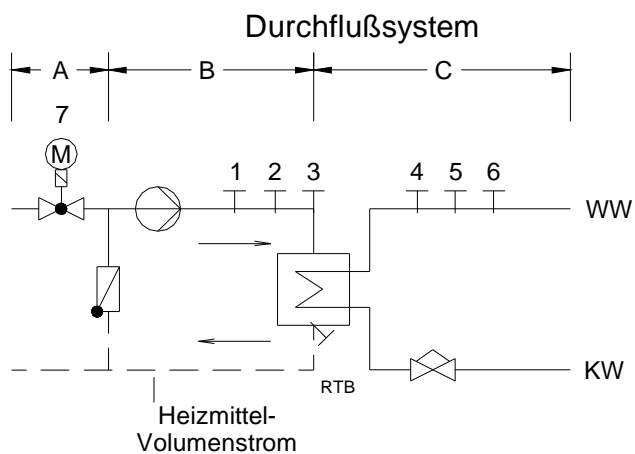 Durchflußsystem
A
B
C
7
M
1
2
3
4
5
6
WW
KW
RTB
Heizmittel-
Volumenstrom